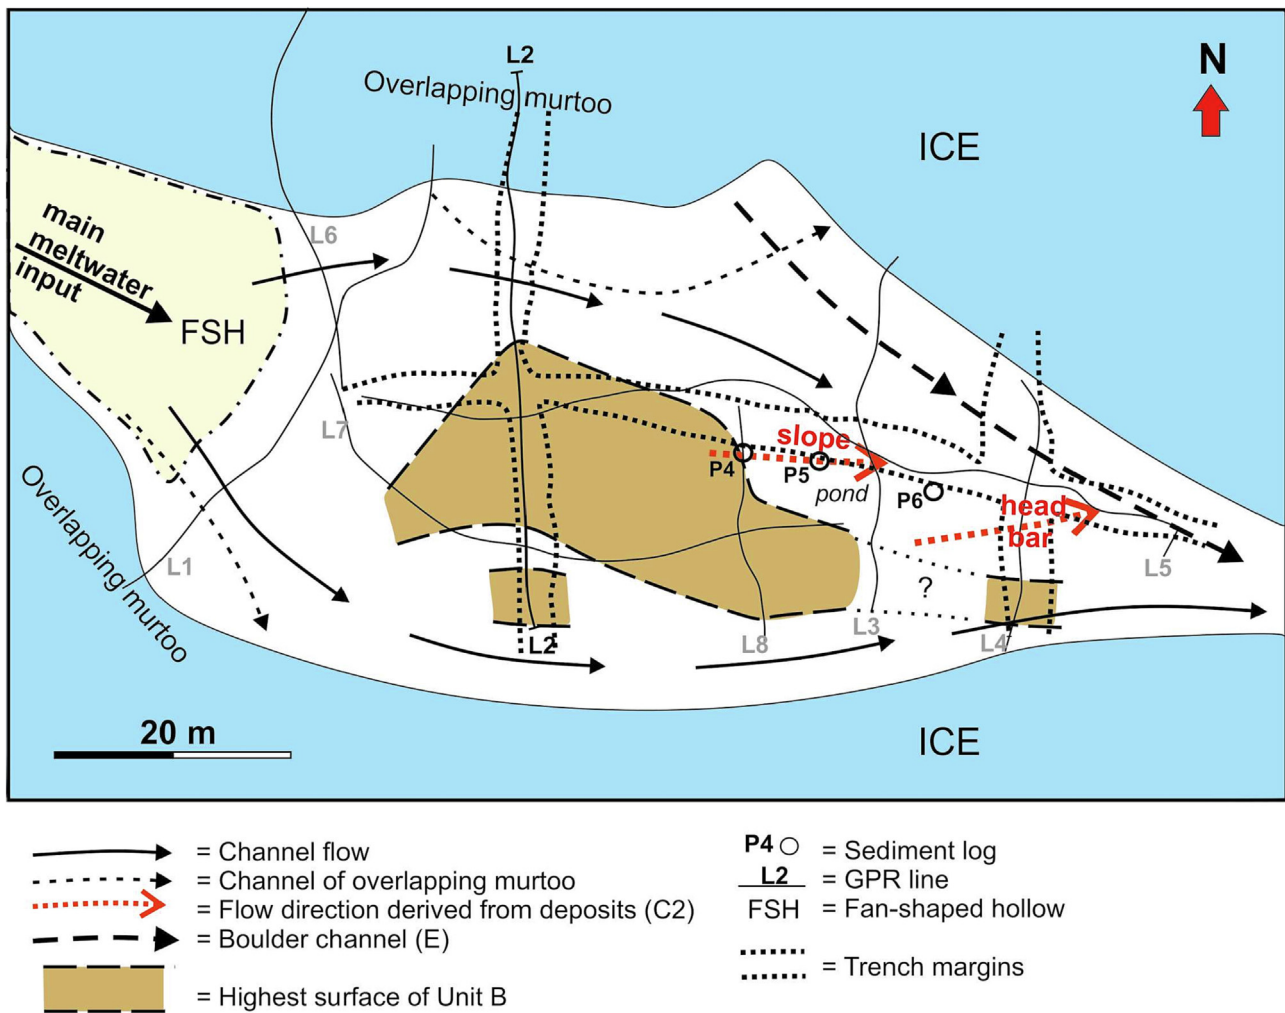 L2
Overlapping murtoo
N
ICE
main
meltwater
input
FSH
L6
L7
slope
P4
P5
pond
P6
head
bar
Overlapping murtoo
L1
L5
?
L2
L8
L3
L4
20 m
ICE
= Channel flow
= Channel of overlapping murtoo
= Flow direction derived from deposits (C2)
= Boulder channel (E)
= Highest surface of Unit B
P4 = Sediment log
L2 = GPR line
FSH = Fan-shaped hollow
= Trench margins